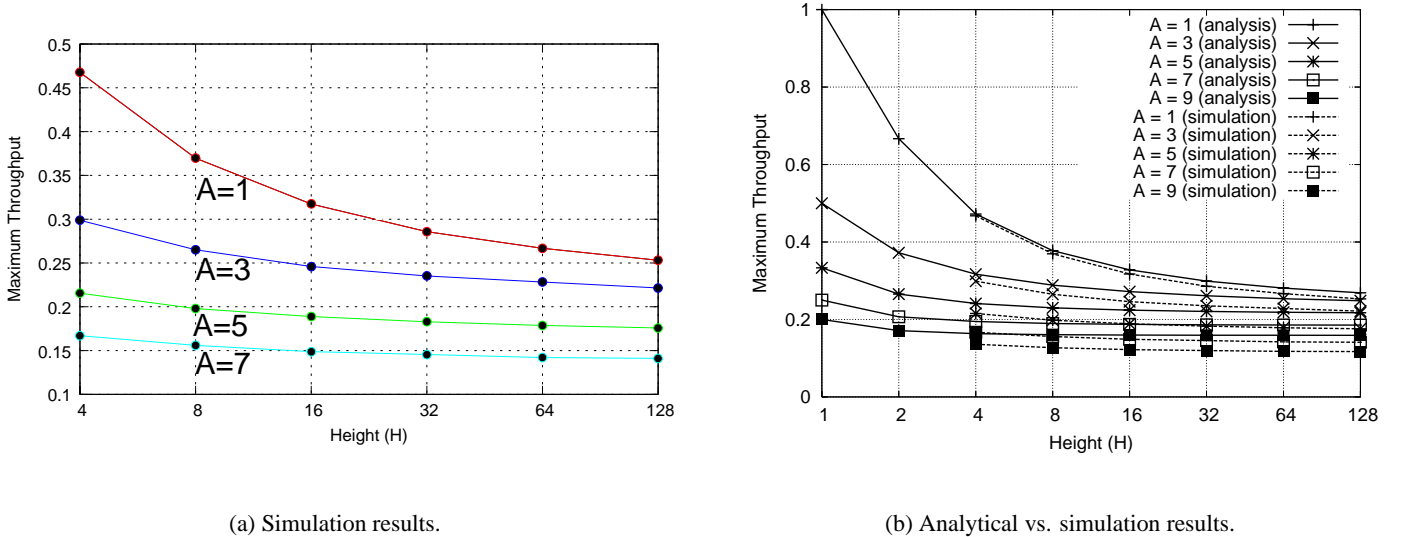 0.5
0.45
0.4
0.35
0.3
0.25
0.2
0.15
0.1
Maximum Throughput
A=1
A=3
A=5
A=7
4 8 16 32 64 128
Height (H)
(a) Simulation results.
1
0.8
0.6
0.4
0.2
0
Maximum Throughput
A = 1 (analysis)
A = 3 (analysis)
A = 5 (analysis)
A = 7 (analysis)
A = 9 (analysis)
A = 1 (simulation)
A = 3 (simulation)
A = 5 (simulation)
A = 7 (simulation)
A = 9 (simulation)
1 2 4 8 16 32 64 128
Height (H)
(b) Analytical vs. simulation results.